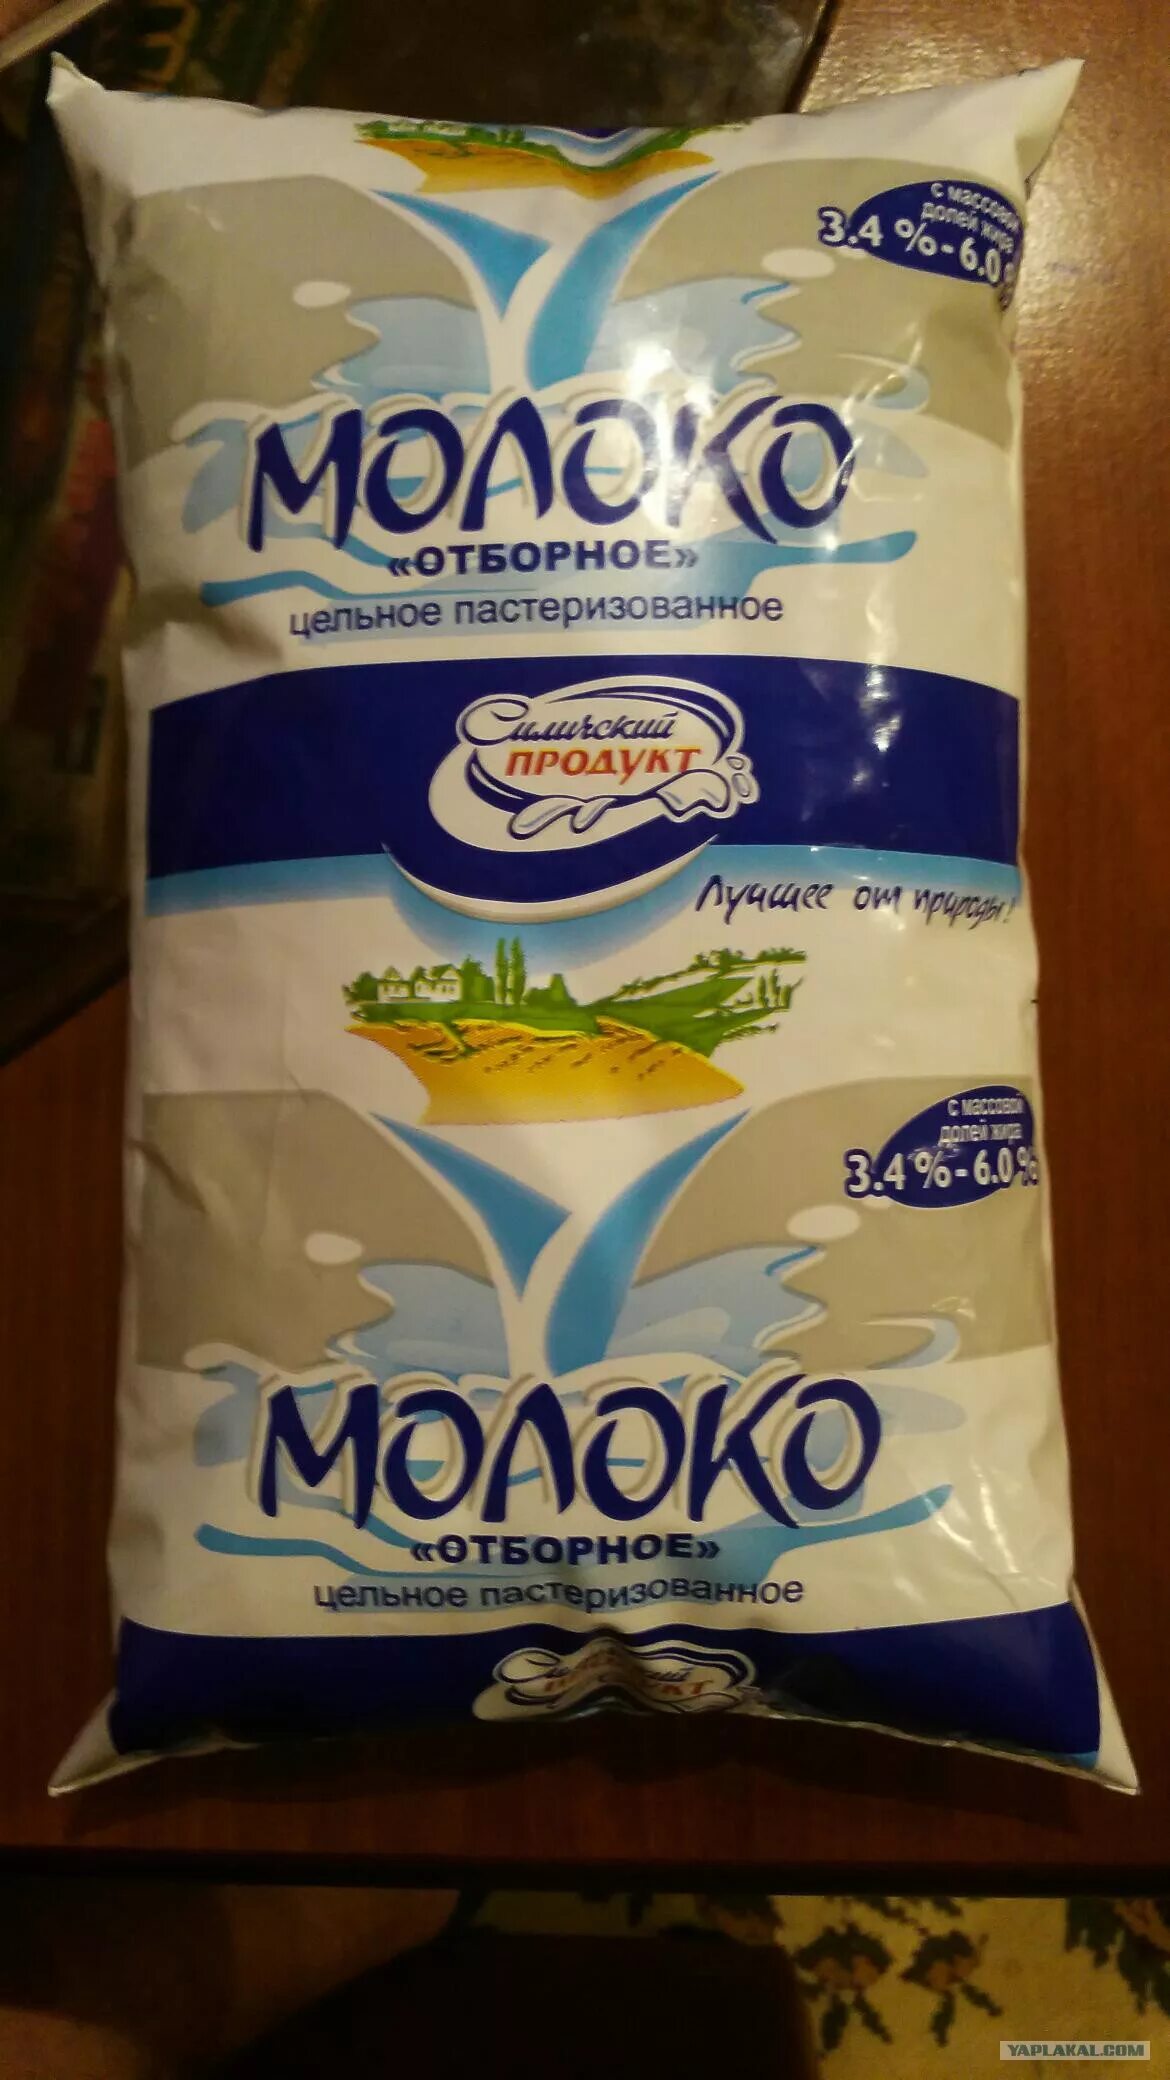 с массовой
долей жира
3.4 %-6.0
МОЛОКО
«ОТБОРНОЕ»
цельное пастеризованное
Симичский
ПРОДУКТ
Лучшее от природы!
с массовой
долей жира
3.4%-6.0%
МОЛОКО
«ОТБОРНОЕ»
цельное пастеризованное
YAPLAKAL.COM